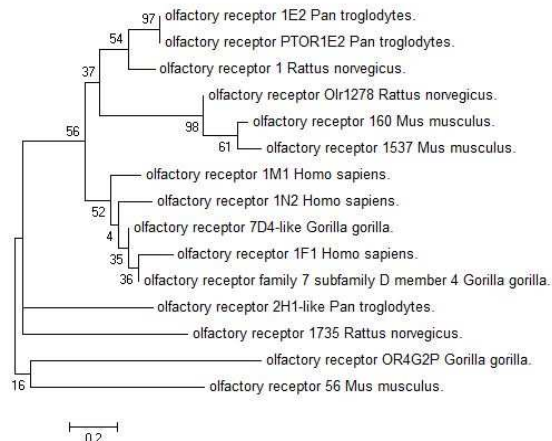 97
olfactory receptor 1E2 Pan troglodytes.
54
olfactory receptor PTOR1E2 Pan troglodytes.
37
olfactory receptor 1 Rattus norvegicus.
olfactory receptor Olr1278 Rattus norvegicus.
56
98
olfactory receptor 160 Mus musculus.
61
olfactory receptor 1537 Mus musculus.
olfactory receptor 1M1 Homo sapiens.
52
olfactory receptor 1N2 Homo sapiens.
4
olfactory receptor 7D4-like Gorilla gorilla.
35
olfactory receptor 1F1 Homo sapiens.
36
olfactory receptor family 7 subfamily D member 4 Gorilla gorilla.
olfactory receptor 2H1-like Pan troglodytes.
olfactory receptor 1735 Rattus norvegicus.
olfactory receptor OR4G2P Gorilla gorilla.
16
olfactory receptor 56 Mus musculus.
0.2